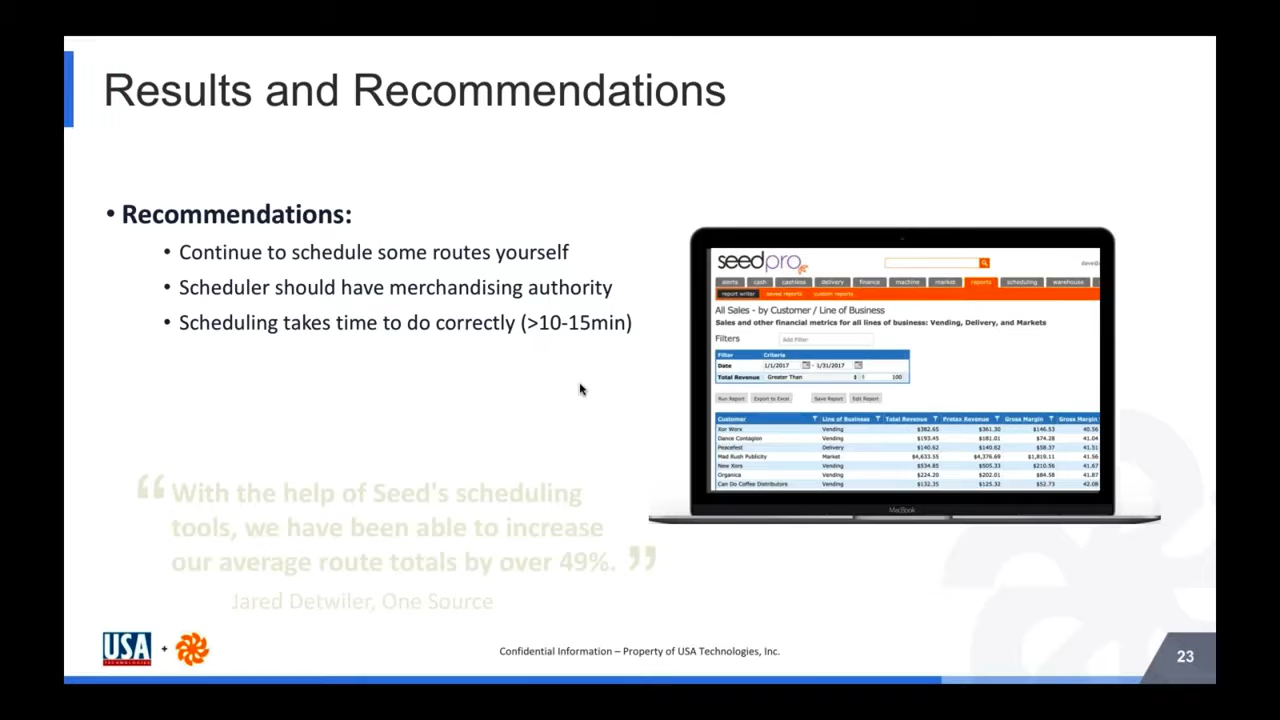 Results and Recommendations
• Recommendations:
• Continue to schedule some routes yourself
• Scheduler should have merchandising authority
• Scheduling takes time to do correctly (>10-15min)
“With the help of Seed's scheduling
tools, we have been able to increase
our average route totals by over 49%.”
Jared Detwiler, One Source
seedpro
alerts cash cashless delivery finance machine market reports scheduling warehouse
report writer saved reports custom reports
All Sales - by Customer / Line of Business
Sales and other financial metrics for all lines of business: Vending, Delivery, and Markets
Filters Add Filter
Filter Criteria
Date 1/1/2017 - 1/31/2017
Total Revenue Greater Than $ 100
Run Report Export to Excel Save Report Edit Report
Customer Line of Business Total Revenue Pretax Revenue Gross Margin Gross Margin
Xor Worx Vending $382.65 $361.30 $146.53 40.56
Dance Contagion Vending $193.45 $181.01 $74.28 41.04
Peacefest Delivery $140.62 $140.62 $58.37 41.51
Mad Rush Publicity Market $4,633.55 $4,376.69 $1,819.11 41.56
New Xors Vending $534.85 $505.33 $210.56 41.67
Organica Vending $224.20 $202.01 $84.58 41.87
Can Do Coffee Distributors Vending $132.35 $125.32 $52.73 42.08
MacBook
USA
TECHNOLOGIES
+
Confidential Information – Property of USA Technologies, Inc.
23